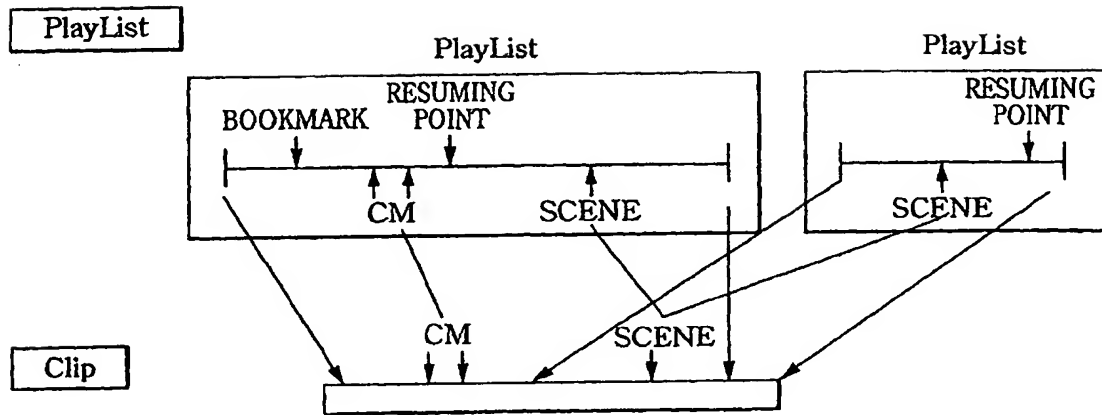 PlayList
PlayList
PlayList
BOOKMARK
RESUMING
POINT
CM
SCENE
RESUMING
POINT
SCENE
CM
SCENE
Clip